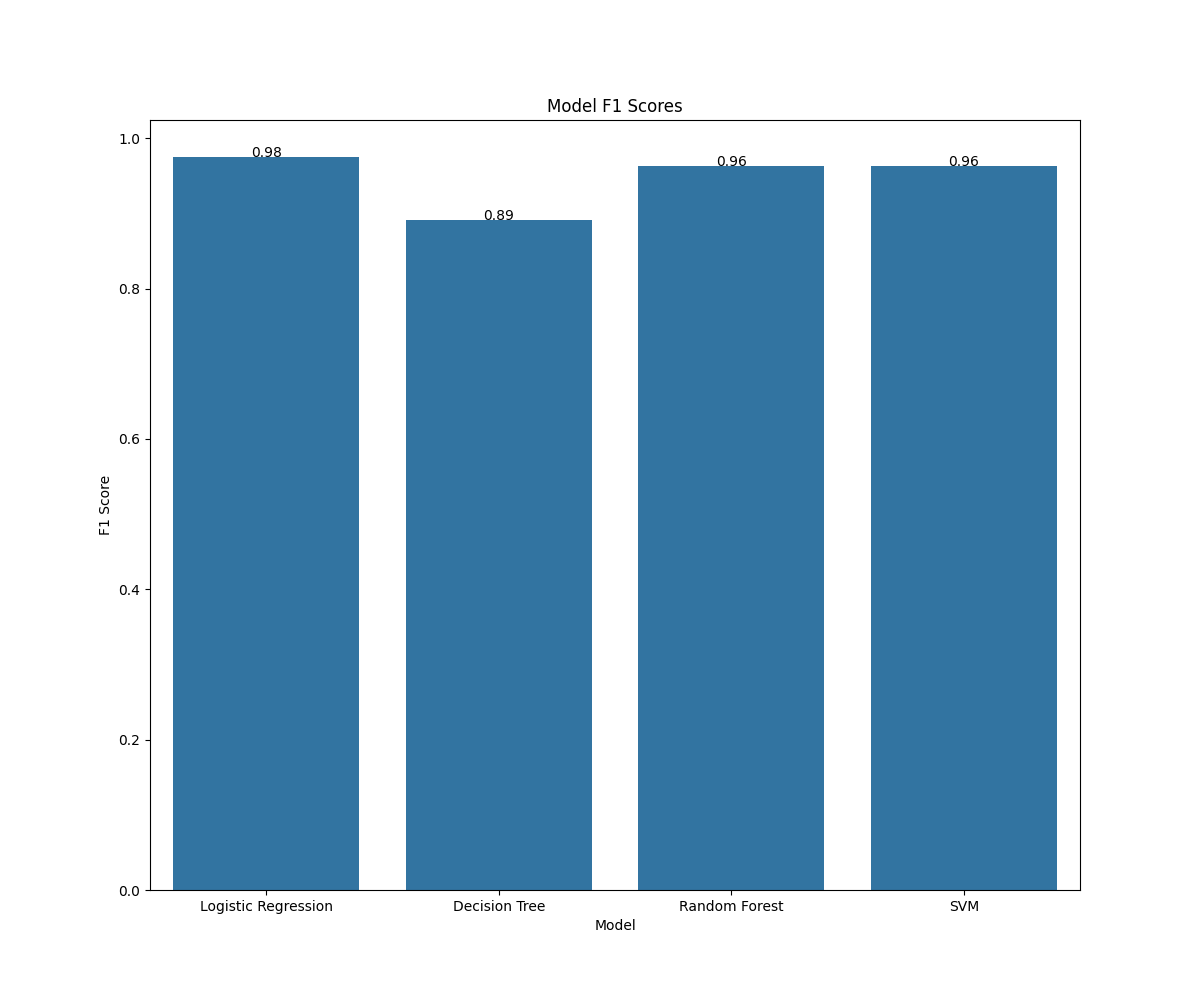 Model F1 Scores
1.0
0.8
0.6
0.4
0.2
0.0
F1 Score
0.98
0.89
0.96
0.96
Logistic Regression
Decision Tree
Random Forest
SVM
Model